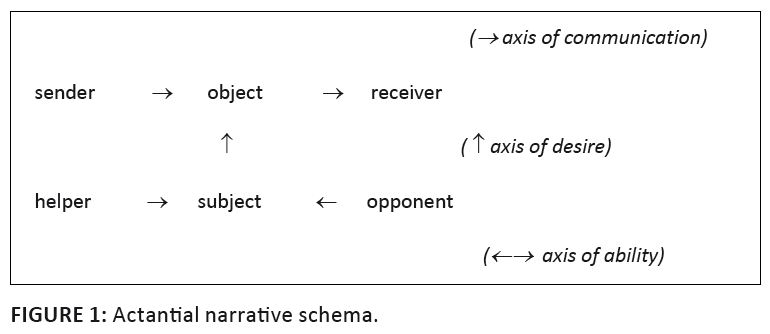 (→ axis of communication)
sender → object → receiver
↑ (↑ axis of desire)
helper → subject ← opponent
(←→ axis of ability)
FIGURE 1: Actantial narrative schema.